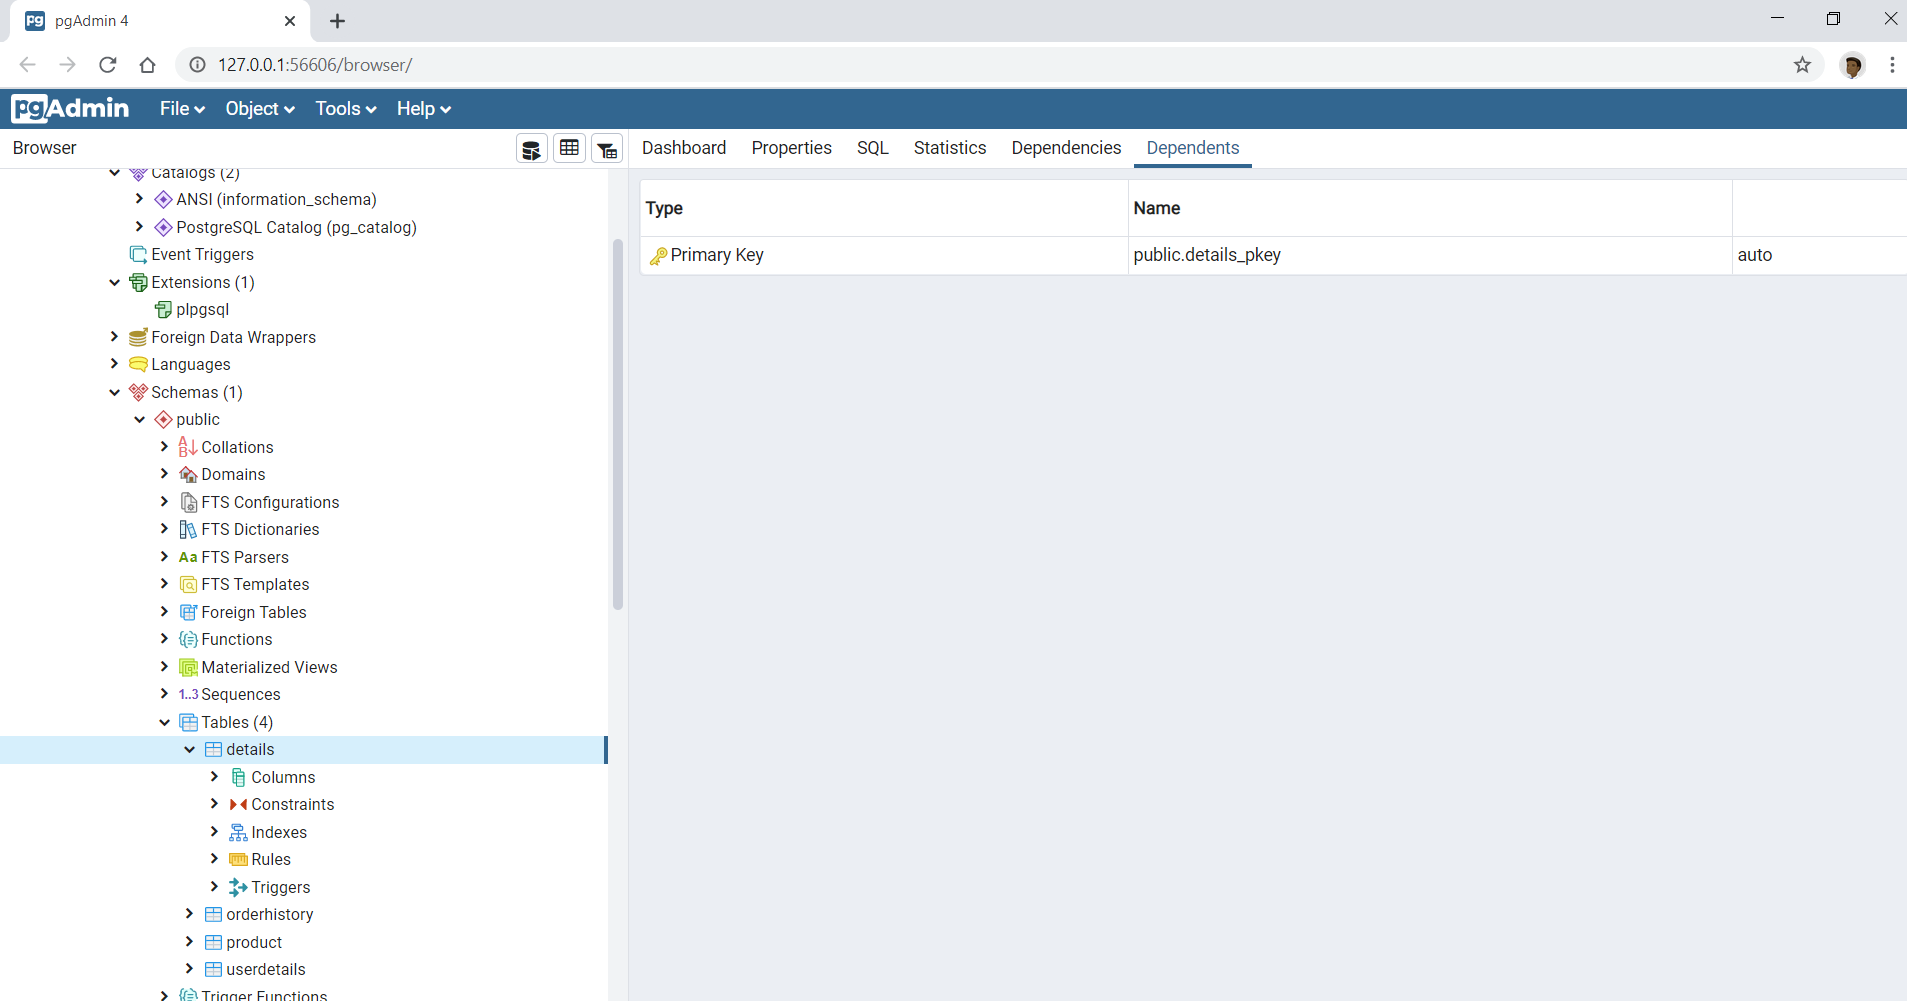 pgAdmin 4
127.0.0.1:56606/browser/
pgAdmin File Object Tools Help
Browser
Dashboard Properties SQL Statistics Dependencies Dependents
Catalogs (2)
ANSI (information_schema)
PostgreSQL Catalog (pg_catalog)
Event Triggers
Extensions (1)
plpgsql
Foreign Data Wrappers
Languages
Schemas (1)
public
Collations
Domains
FTS Configurations
FTS Dictionaries
Aa FTS Parsers
FTS Templates
Foreign Tables
Functions
Materialized Views
1..3 Sequences
Tables (4)
details
Columns
Constraints
Indexes
Rules
Triggers
orderhistory
product
userdetails
Trigger Functions
Type Name
Primary Key public.details_pkey auto